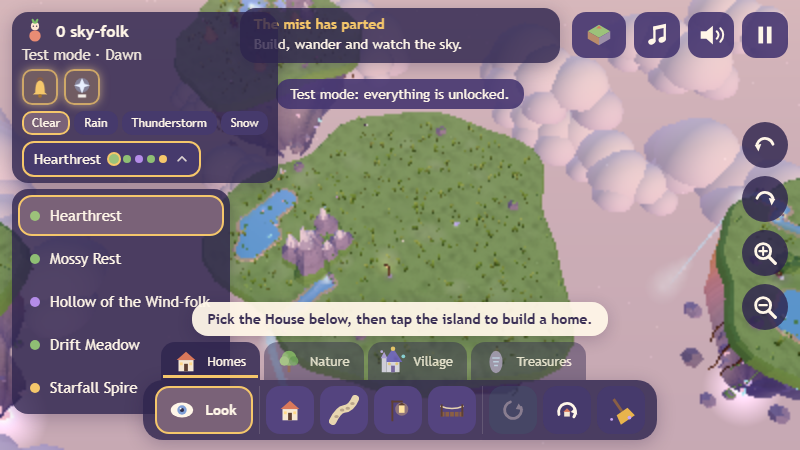 0 sky-folk
Test mode · Dawn
Clear
Rain
Thunderstorm
Snow
Hearthrest
The mist has parted
Build, wander and watch the sky.
Test mode: everything is unlocked.
Hearthrest
Mossy Rest
Hollow of the Wind-folk
Drift Meadow
Starfall Spire
Pick the House below, then tap the island to build a home.
Homes
Nature
Village
Treasures
Look